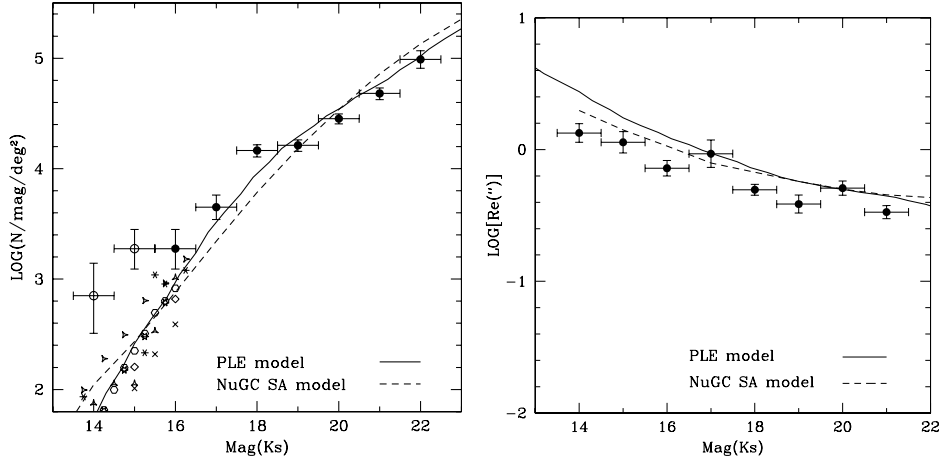 LOG(N/mag/deg²)
5
4
3
2
PLE model
NuGC SA model
14 16 18 20 22
Mag(Ks)
LOG[Re(′′)]
1
0
−1
−2
PLE model
NuGC SA model
14 16 18 20 22
Mag(Ks)